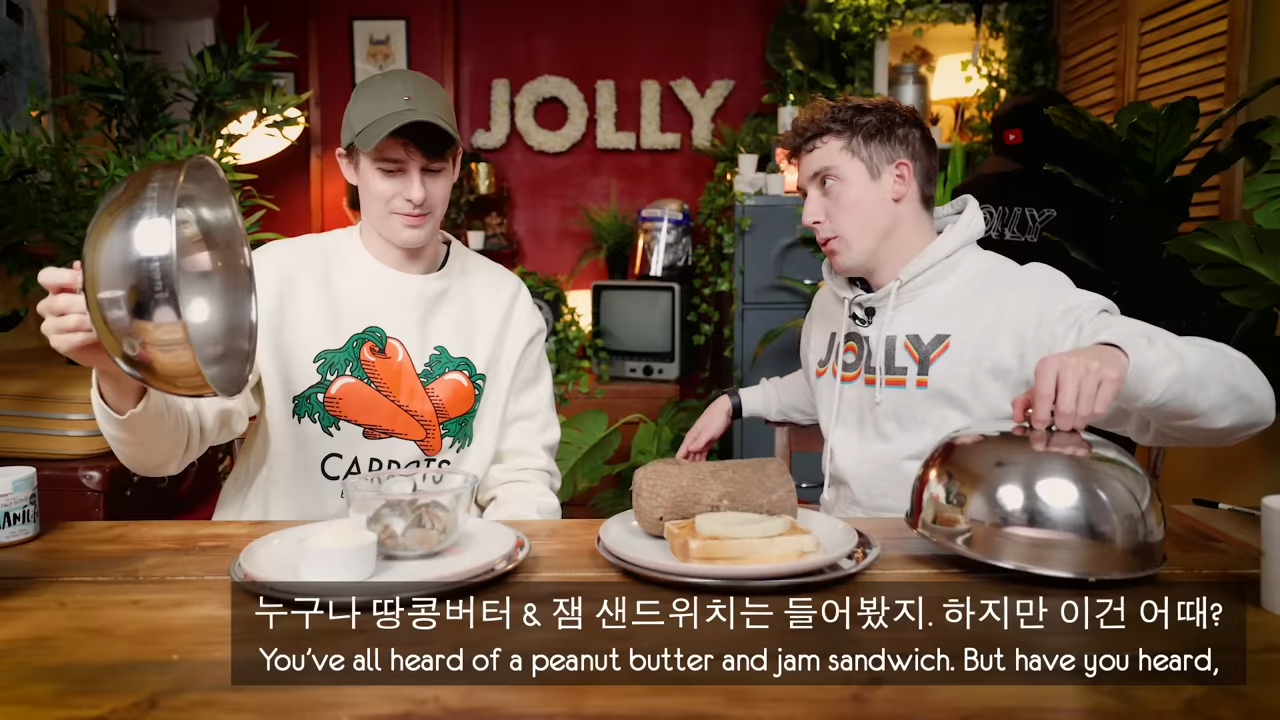 JOLLY
JOLLY
JOLLY
CARROTS
누구나 땅콩버터 & 잼 샌드위치는 들어봤지. 하지만 이건 어때?
You've all heard of a peanut butter and jam sandwich. But have you heard,